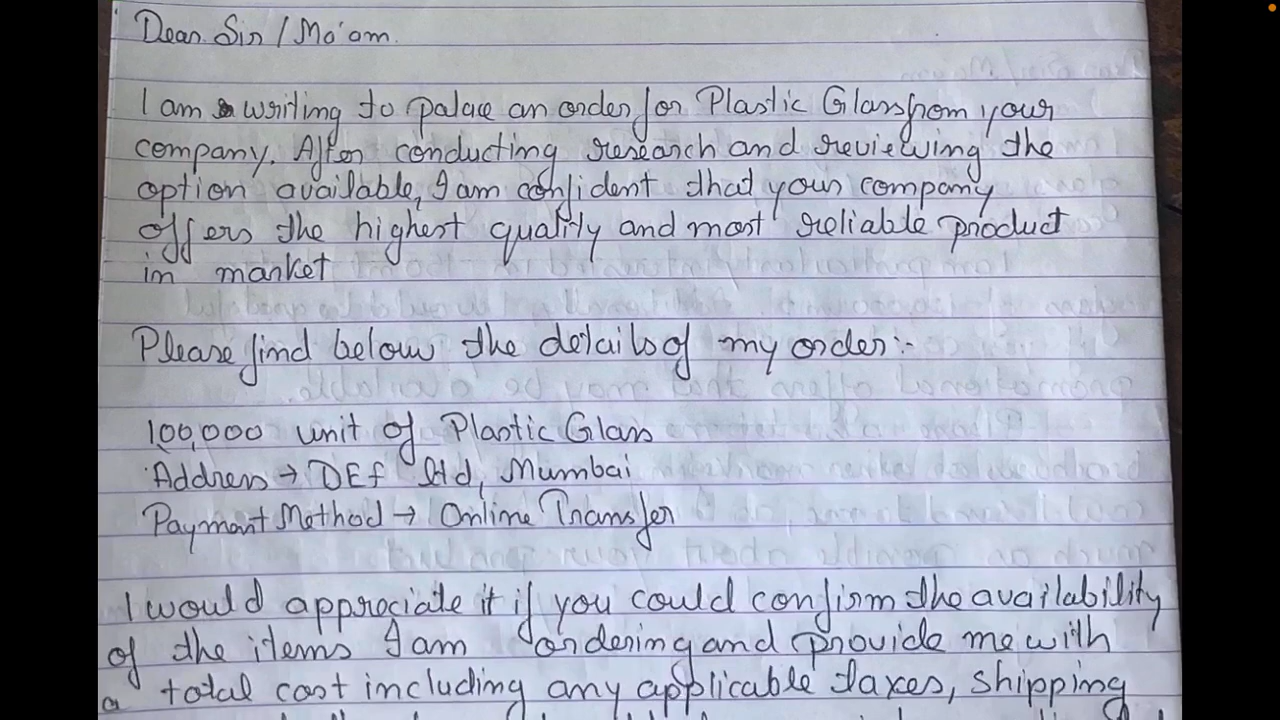 Dear Sir / Ma'am.
I am writing to palace an order for Plastic Glass from your
company. After conducting research and reviewing the
option available, I am confident that your company
offers the highest quality and most reliable product
in market
Please find below the details of my order:-
100,000 unit of Plastic Glass
Address → DEf ltd, Mumbai
Paymant Method → Online Transfer
I would appreciate it if you could confirm the availability
of the items I am ordering and provide me with
a total cost including any applicable taxes, shipping